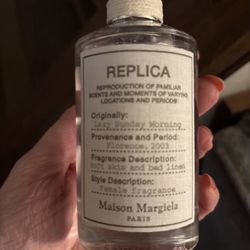 REPLICA
REPRODUCTION OF FAMILIAR
SCENTS AND MOMENTS OF VARYING
LOCATIONS AND PERIODS
Originally:
Lazy Sunday Morning
Provenance and Period:
Florence, 2003
Fragrance Description:
Soft skin and bed linen
Style Description:
Female fragrance
Maison Margiela
PARIS